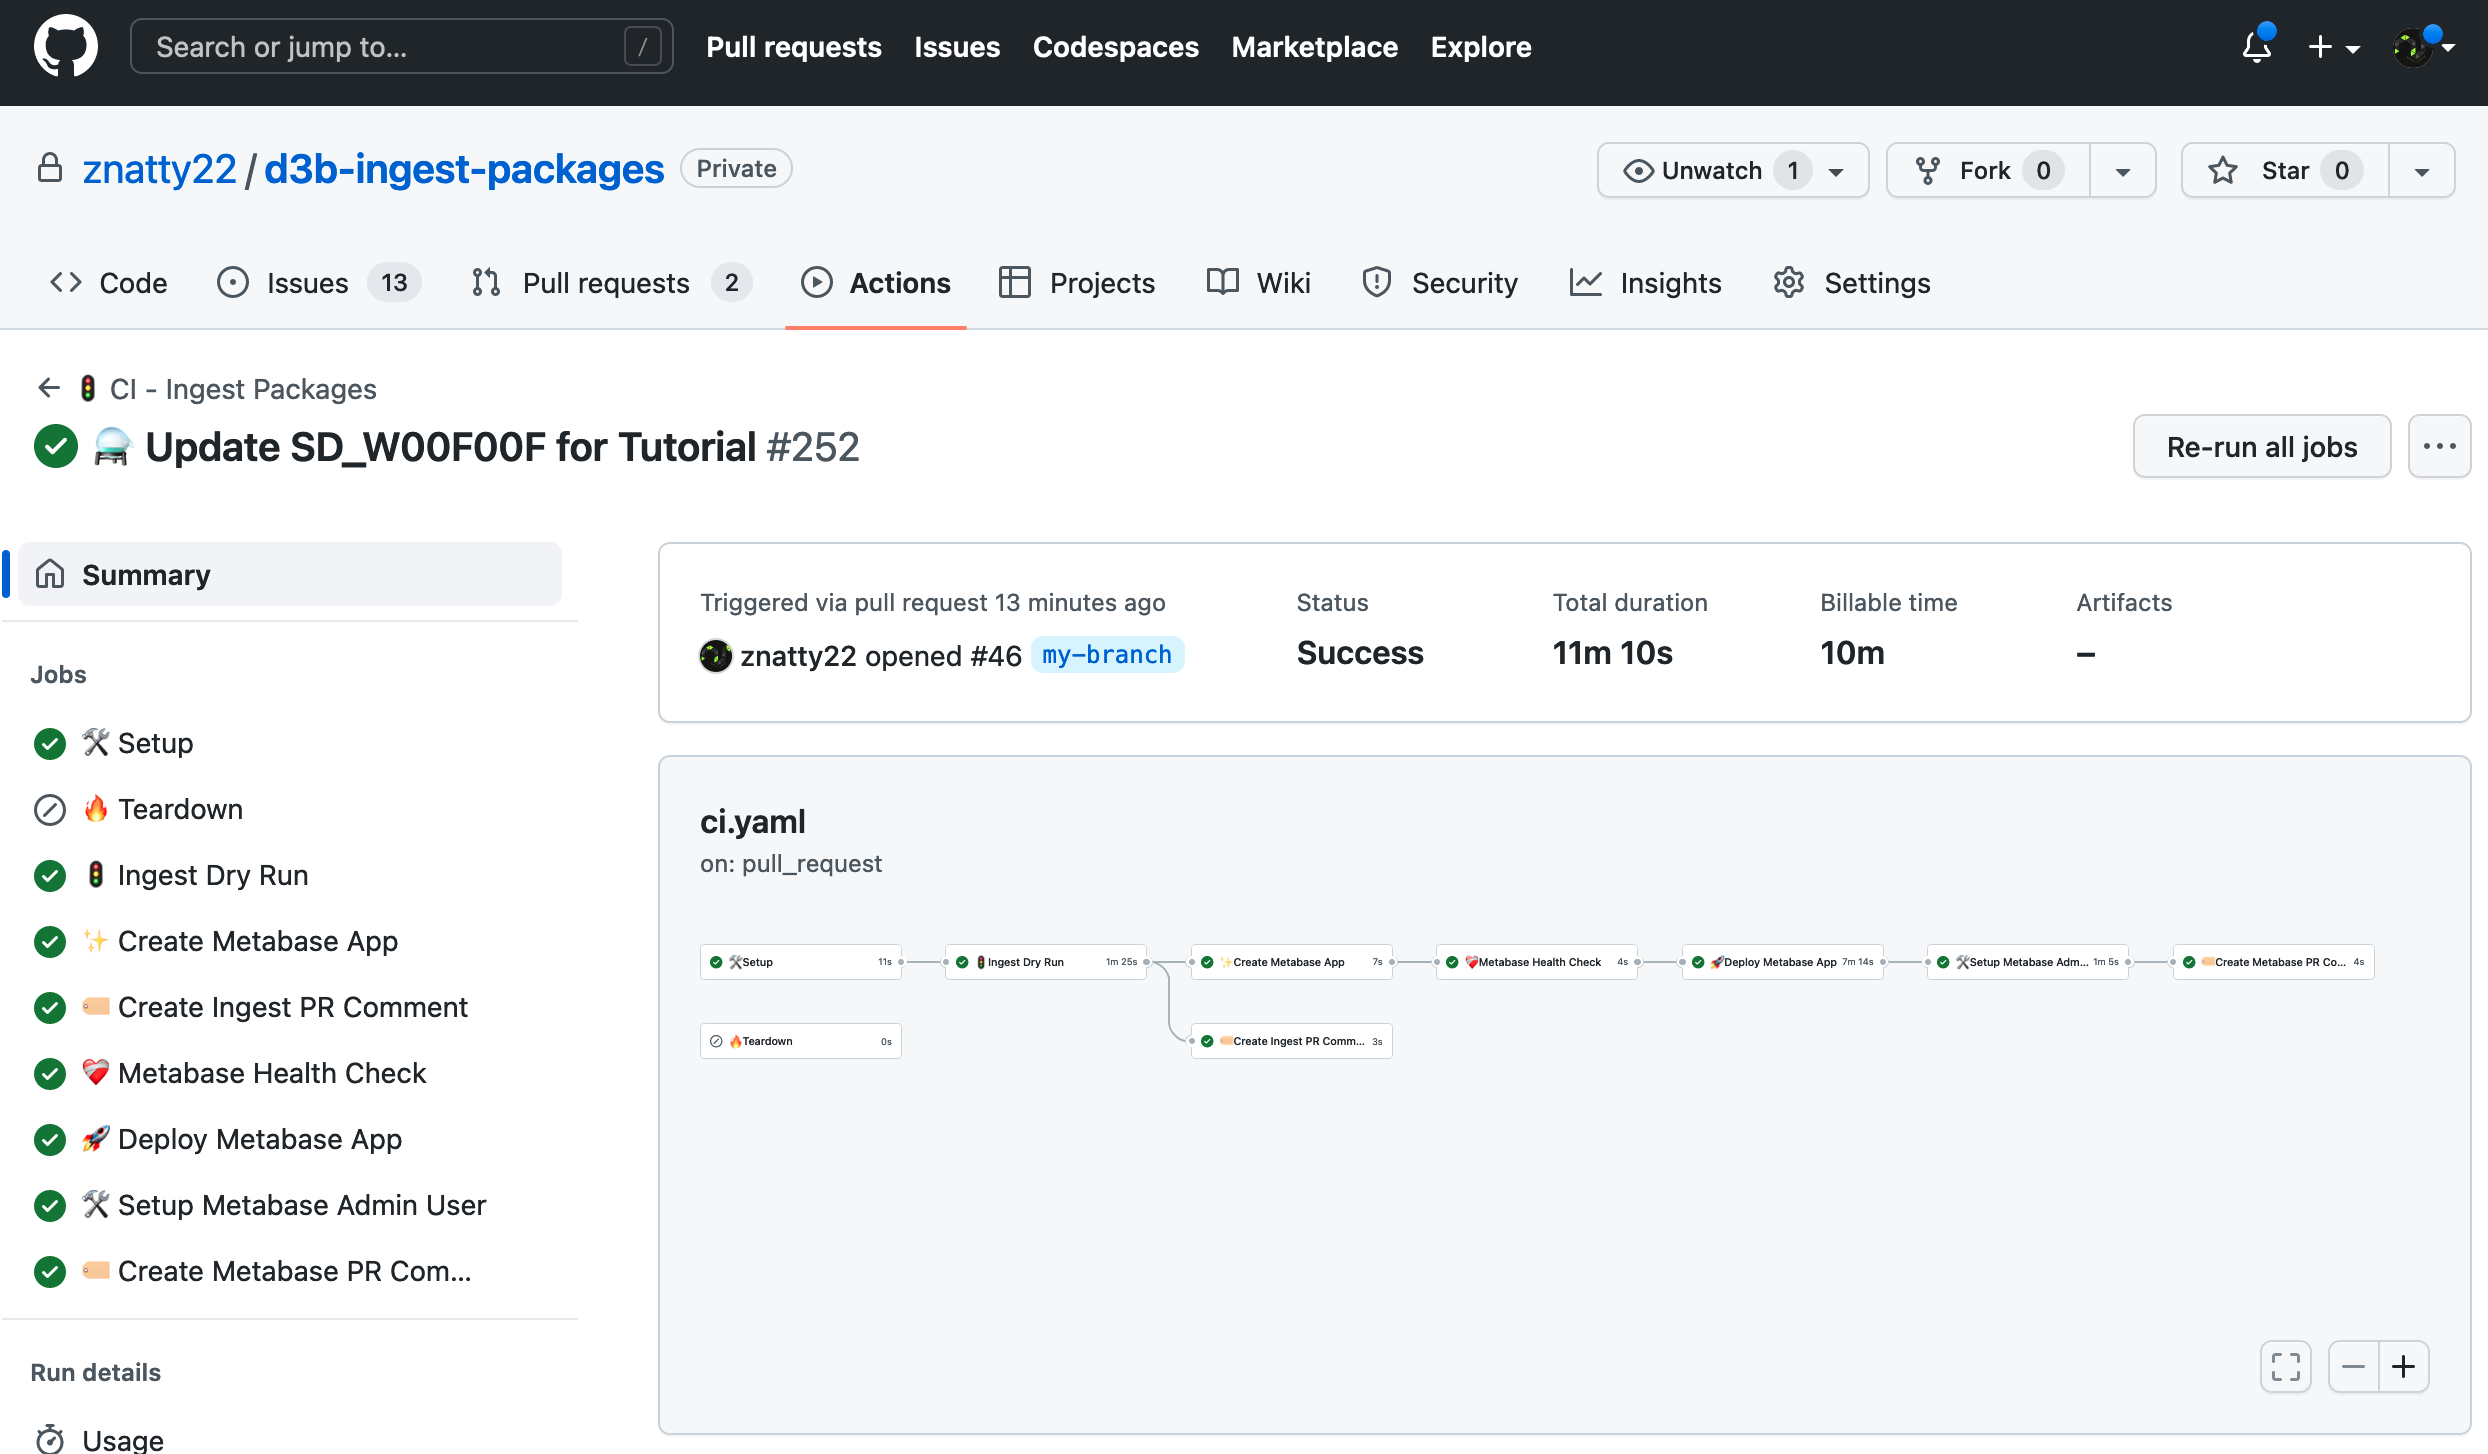 Search or jump to... /
Pull requests Issues Codespaces Marketplace Explore
znatty22 / d3b-ingest-packages Private
Unwatch 1 Fork 0 Star 0
Code Issues 13 Pull requests 2 Actions Projects Wiki Security Insights Settings
CI - Ingest Packages
Update SD_W00F00F for Tutorial #252
Re-run all jobs
Summary
Jobs
Setup
Teardown
Ingest Dry Run
Create Metabase App
Create Ingest PR Comment
Metabase Health Check
Deploy Metabase App
Setup Metabase Admin User
Create Metabase PR Com...
Run details
Usage
Triggered via pull request 13 minutes ago
znatty22 opened #46 my-branch
Status
Success
Total duration
11m 10s
Billable time
10m
Artifacts
–
ci.yaml
on: pull_request
Setup 11s
Ingest Dry Run 1m 25s
Create Metabase App 7s
Metabase Health Check 4s
Deploy Metabase App 7m 14s
Setup Metabase Adm... 1m 5s
Create Metabase PR Co... 4s
Teardown 0s
Create Ingest PR Comm... 3s